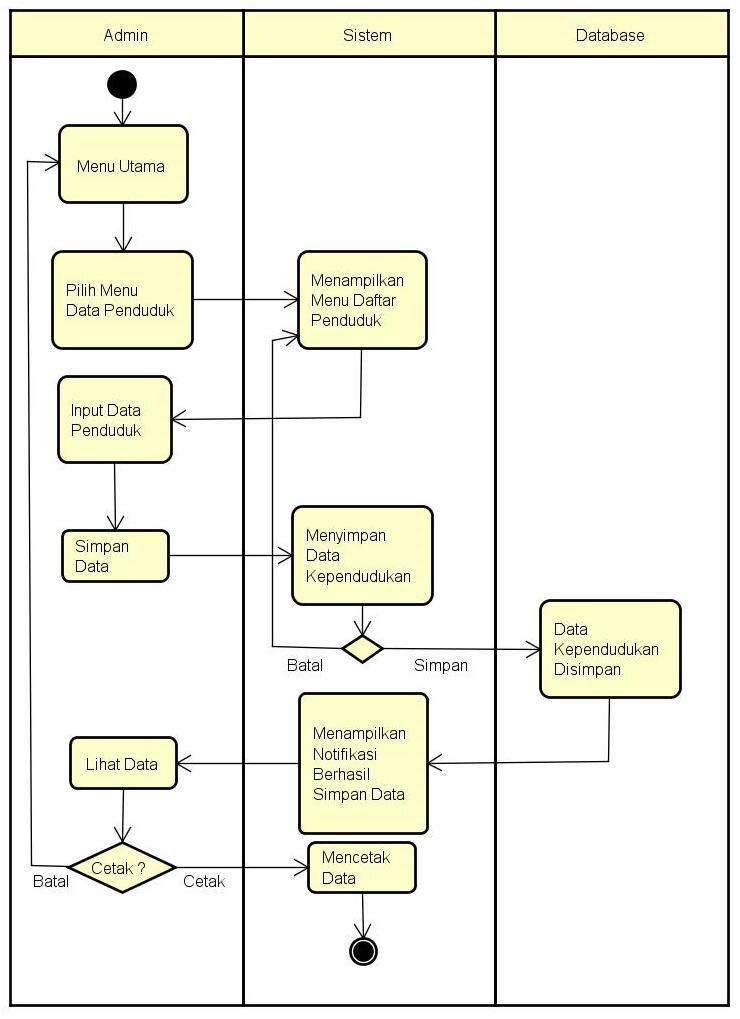 Admin
Sistem
Database
Menu Utama
Pilih Menu
Data Penduduk
Menampilkan
Menu Daftar
Penduduk
Input Data
Penduduk
Simpan
Data
Menyimpan
Data
Kependudukan
Batal
Simpan
Data
Kependudukan
Disimpan
Menampilkan
Notifikasi
Berhasil
Simpan Data
Lihat Data
Cetak ?
Batal
Cetak
Mencetak
Data